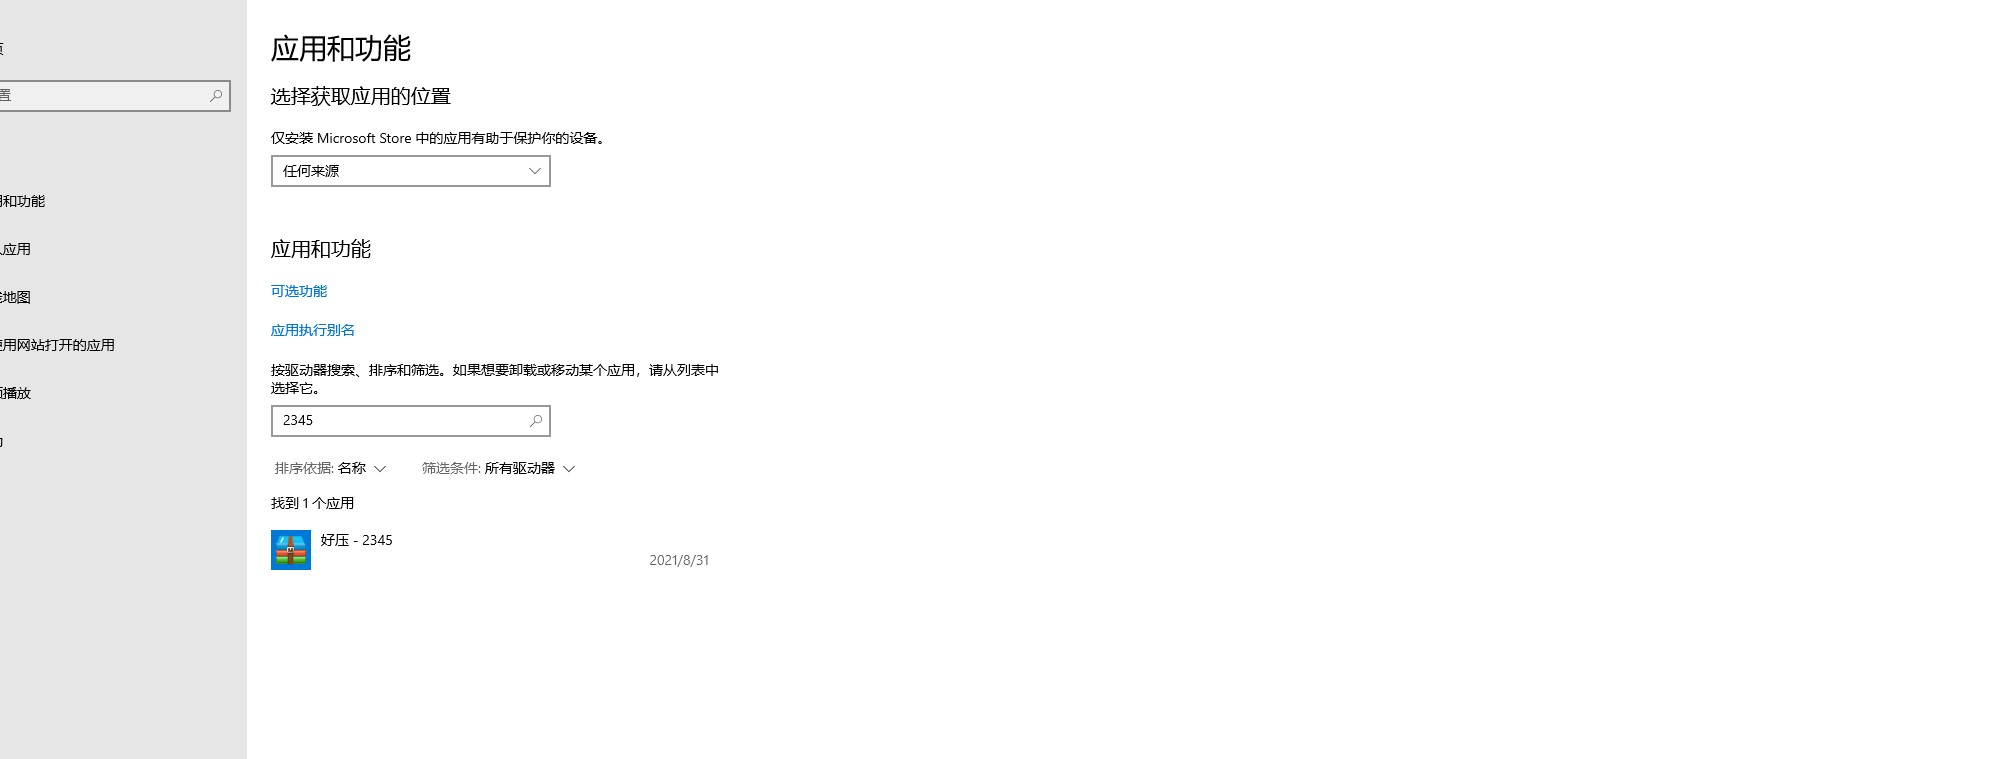 页
置
用和功能
应用
地图
使用网站打开的应用
播放
应用和功能
选择获取应用的位置
仅安装 Microsoft Store 中的应用有助于保护你的设备。
任何来源
应用和功能
可选功能
应用执行别名
按驱动器搜索、排序和筛选。如果想要卸载或移动某个应用，请从列表中
选择它。
2345
排序依据: 名称 筛选条件: 所有驱动器
找到 1 个应用
好压 - 2345
2021/8/31